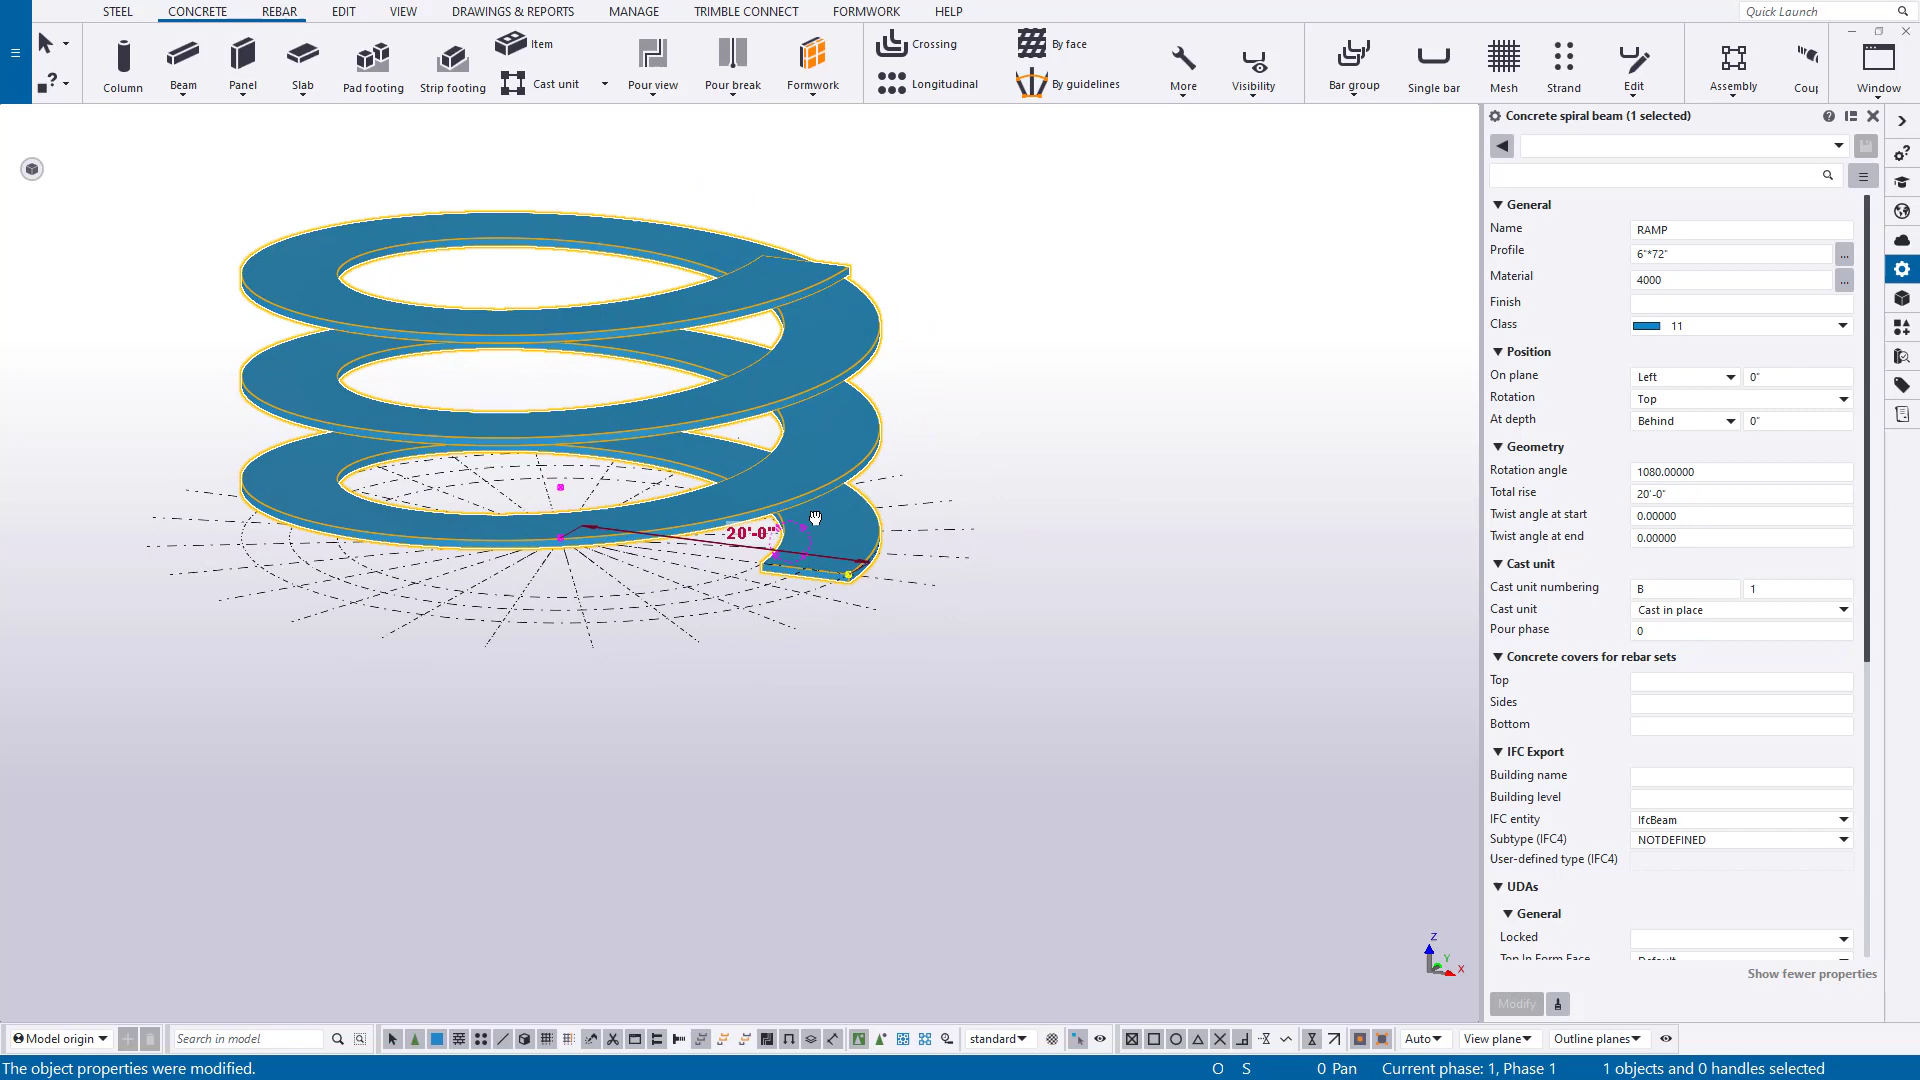 STEEL CONCRETE REBAR EDIT VIEW DRAWINGS & REPORTS MANAGE TRIMBLE CONNECT FORMWORK HELP Quick Launch
Column Beam Panel Slab Pad footing Strip footing Item Cast unit Pour view Pour break Formwork Crossing Longitudinal By face By guidelines More Visibility Bar group Single bar Mesh Strand Edit Assembly Coup Window
Concrete spiral beam (1 selected)
General
Name RAMP
Profile 6"*72" ...
Material 4000 ...
Finish
Class 11
Position
On plane Left 0"
Rotation Top
At depth Behind 0"
Geometry
Rotation angle 1080.00000
Total rise 20'-0"
Twist angle at start 0.00000
Twist angle at end 0.00000
Cast unit
Cast unit numbering B 1
Cast unit Cast in place
Pour phase 0
Concrete covers for rebar sets
Top
Sides
Bottom
IFC Export
Building name
Building level
IFC entity IfcBeam
Subtype (IFC4) NOTDEFINED
User-defined type (IFC4)
UDAs
General
Locked
Top In Form Face Default
Show fewer properties
Modify
20'-0"
Z
Y
X
Model origin Search in model standard Auto View plane Outline planes
The object properties were modified. O S 0 Pan Current phase: 1, Phase 1 1 objects and 0 handles selected